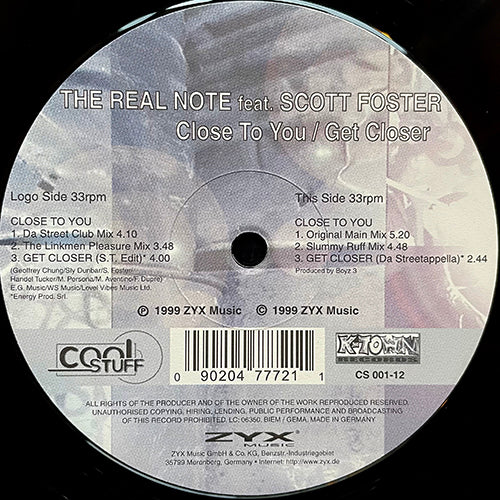 THE REAL NOTE feat. SCOTT FOSTER
Close To You / Get Closer
Logo Side 33rpm
CLOSE TO YOU
1. Da Street Club Mix 4.10
2. The Linkmen Pleasure Mix 3.48
3. GET CLOSER (S.T. Edit)* 4.00
(Geoffrey Chung/Sly Dunbar/S. Foster/
Handel Tucker/M. Persona/M. Aventino/F. Dupre)
E.G. Music/WS Music/Level Vibes Music Ltd.
*Energy Prod. Srl.
This Side 33rpm
CLOSE TO YOU
1. Original Main Mix 5.20
2. Slummy Ruff Mix 4.48
3. GET CLOSER (Da Streetappella)* 2.44
Produced by Boyz 3
℗ 1999 ZYX Music © 1999 ZYX Music
cool
STUFF
0 90204 77721 1
K-TOWN
CS 001-12
ALL RIGHTS OF THE PRODUCER AND OF THE OWNER OF THE WORK REPRODUCED RESERVED.
UNAUTHORISED COPYING, HIRING, LENDING, PUBLIC PERFORMANCE AND BROADCASTING
OF THIS RECORD PROHIBITED. LC: 06350. BIEM / GEMA. MADE IN GERMANY
ZYX
MUSIC
ZYX Music GmbH & Co. KG, Benzstr.-Industriegebiet
35799 Merenberg, Germany • Internet: http://www.zyx.de